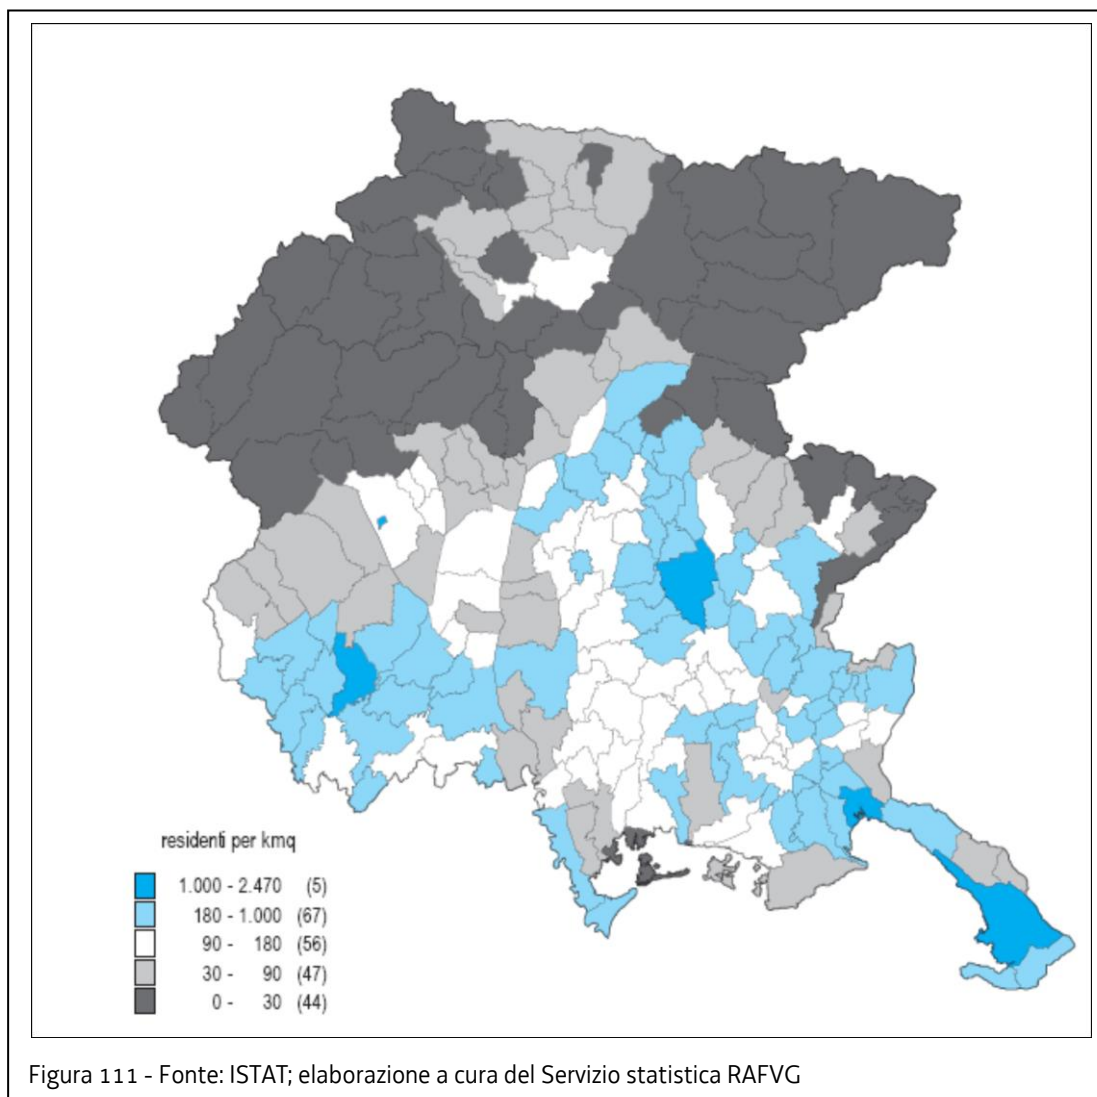 residenti per kmq
1.000 - 2.470 (5)
180 - 1.000 (67)
90 - 180 (56)
30 - 90 (47)
0 - 30 (44)
Figura 111 - Fonte: ISTAT; elaborazione a cura del Servizio statistica RAFVG